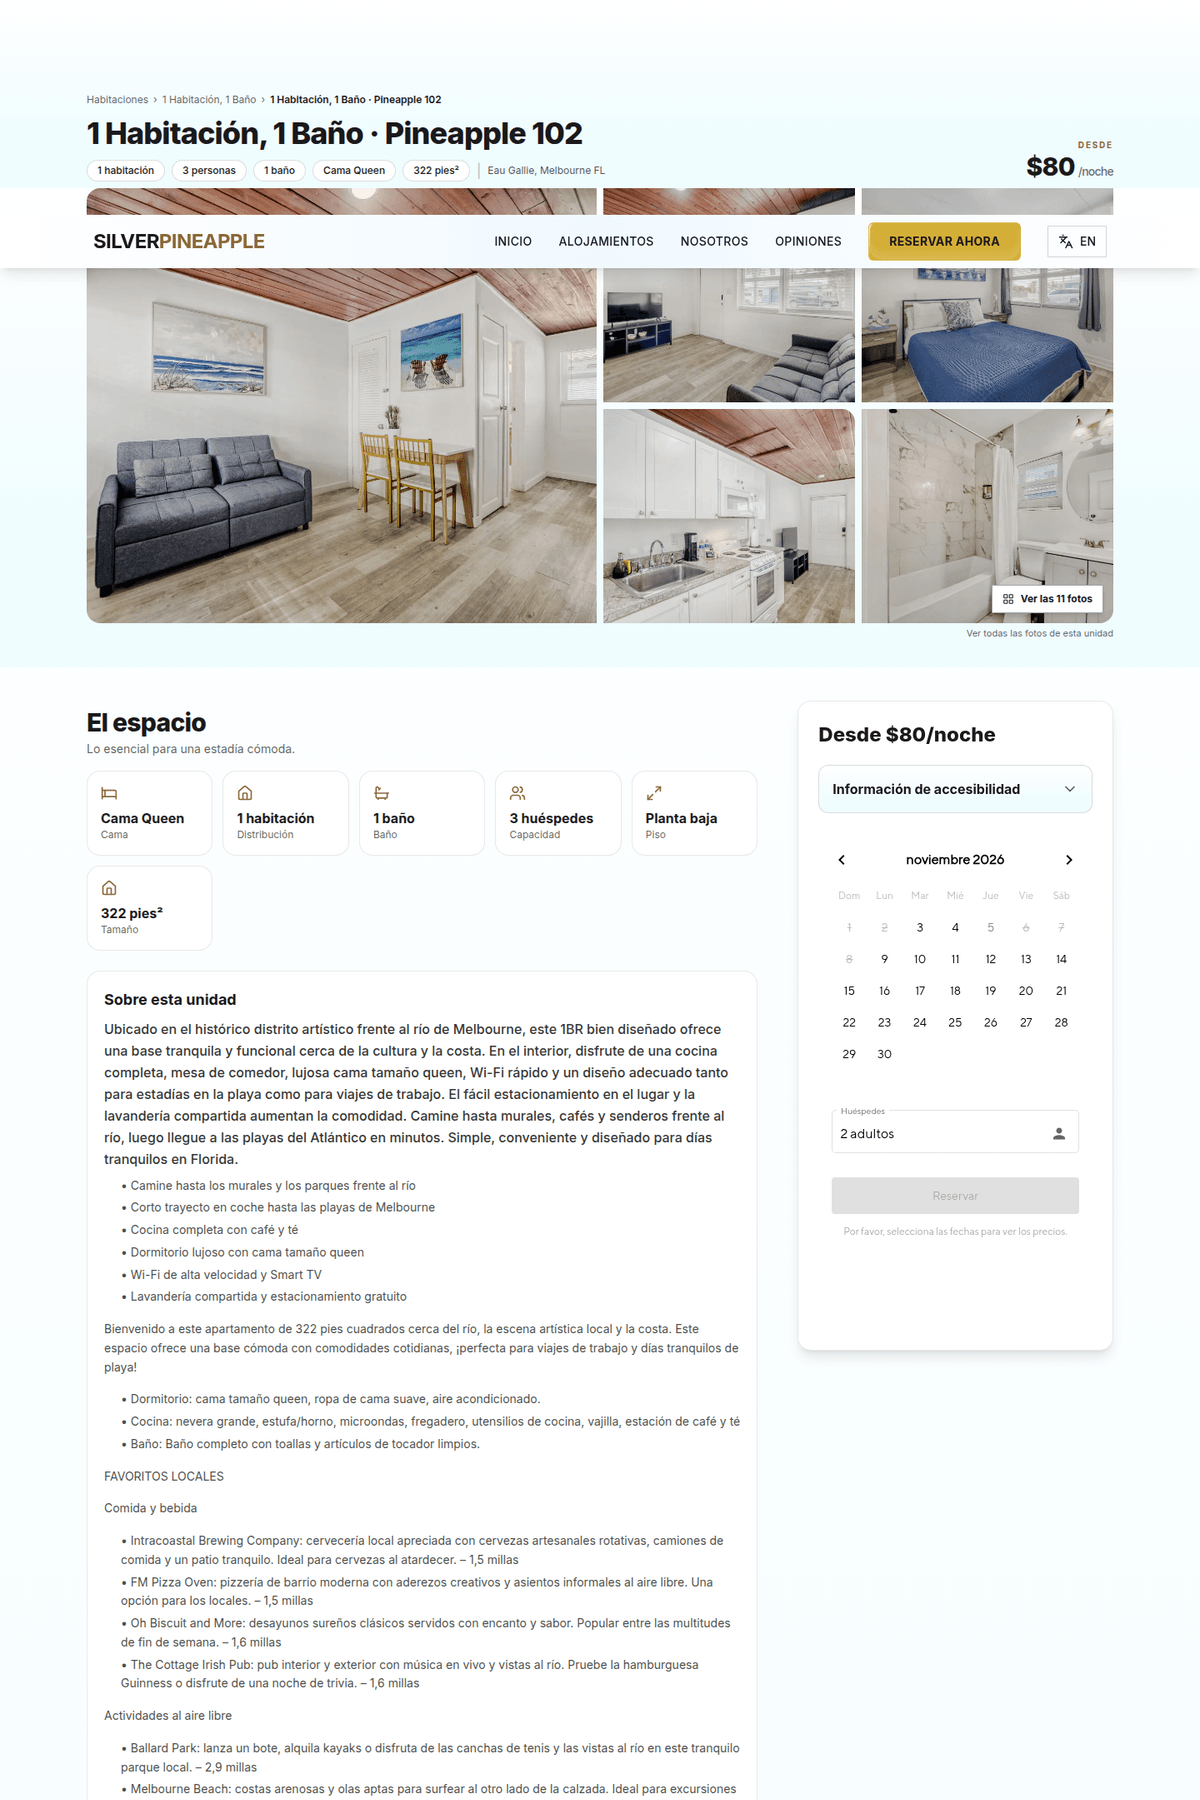 Habitaciones › 1 Habitación, 1 Baño › 1 Habitación, 1 Baño · Pineapple 102
1 Habitación, 1 Baño · Pineapple 102
1 habitación 3 personas 1 baño Cama Queen 322 pies² Eau Gallie, Melbourne FL
DESDE
$80 /noche
SILVERPINEAPPLE
INICIO ALOJAMIENTOS NOSOTROS OPINIONES RESERVAR AHORA EN
Ver las 11 fotos
Ver todas las fotos de esta unidad
El espacio
Lo esencial para una estadía cómoda.
Cama Queen
Cama
1 habitación
Distribución
1 baño
Baño
3 huéspedes
Capacidad
Planta baja
Piso
322 pies²
Tamaño
Sobre esta unidad
Ubicado en el histórico distrito artístico frente al río de Melbourne, este 1BR bien diseñado ofrece
una base tranquila y funcional cerca de la cultura y la costa. En el interior, disfrute de una cocina
completa, mesa de comedor, lujosa cama tamaño queen, Wi-Fi rápido y un diseño adecuado tanto
para estadías en la playa como para viajes de trabajo. El fácil estacionamiento en el lugar y la
lavandería compartida aumentan la comodidad. Camine hasta murales, cafés y senderos frente al
río, luego llegue a las playas del Atlántico en minutos. Simple, conveniente y diseñado para días
tranquilos en Florida.
• Camine hasta los murales y los parques frente al río
• Corto trayecto en coche hasta las playas de Melbourne
• Cocina completa con café y té
• Dormitorio lujoso con cama tamaño queen
• Wi-Fi de alta velocidad y Smart TV
• Lavandería compartida y estacionamiento gratuito
Bienvenido a este apartamento de 322 pies cuadrados cerca del río, la escena artística local y la costa. Este
espacio ofrece una base cómoda con comodidades cotidianas, ¡perfecta para viajes de trabajo y días tranquilos de
playa!
• Dormitorio: cama tamaño queen, ropa de cama suave, aire acondicionado.
• Cocina: nevera grande, estufa/horno, microondas, fregadero, utensilios de cocina, vajilla, estación de café y té
• Baño: Baño completo con toallas y artículos de tocador limpios.
FAVORITOS LOCALES
Comida y bebida
• Intracoastal Brewing Company: cervecería local apreciada con cervezas artesanales rotativas, camiones de
comida y un patio tranquilo. Ideal para cervezas al atardecer. – 1,5 millas
• FM Pizza Oven: pizzería de barrio moderna con aderezos creativos y asientos informales al aire libre. Una
opción para los locales. – 1,5 millas
• Oh Biscuit and More: desayunos sureños clásicos servidos con encanto y sabor. Popular entre las multitudes
de fin de semana. – 1,6 millas
• The Cottage Irish Pub: pub interior y exterior con música en vivo y vistas al río. Pruebe la hamburguesa
Guinness o disfrute de una noche de trivia. – 1,6 millas
Actividades al aire libre
• Ballard Park: lanza un bote, alquila kayaks o disfruta de las canchas de tenis y las vistas al río en este tranquilo
parque local. – 2,9 millas
• Melbourne Beach: costas arenosas y olas aptas para surfear al otro lado de la calzada. Ideal para excursiones
Desde $80/noche
Información de accesibilidad
noviembre 2026
Dom Lun Mar Mié Jue Vie Sáb
1 2 3 4 5 6 7
8 9 10 11 12 13 14
15 16 17 18 19 20 21
22 23 24 25 26 27 28
29 30
Huéspedes
2 adultos
Reservar
Por favor, selecciona las fechas para ver los precios.